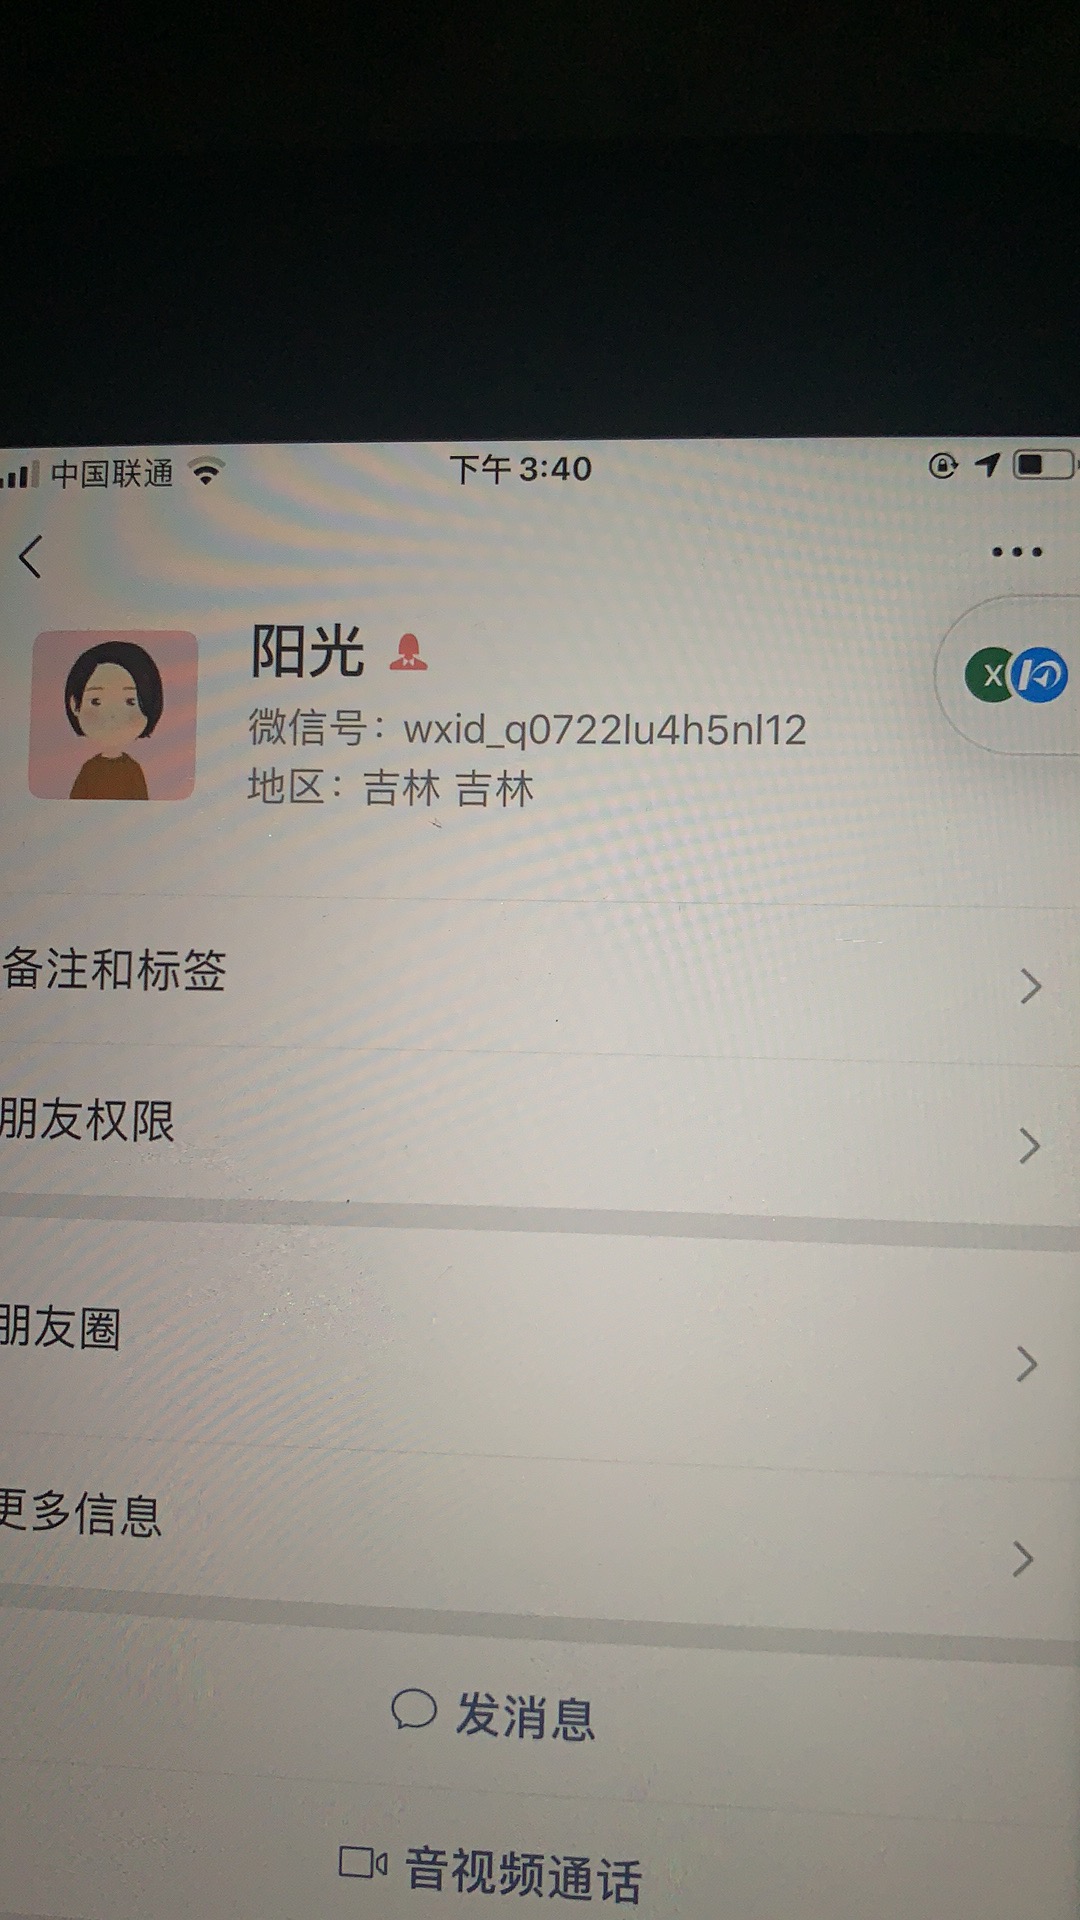 中国联通 下午3:40
阳光
微信号：wxid_q0722lu4h5nl12
地区：吉林 吉林
备注和标签
朋友权限
朋友圈
更多信息
发消息
音视频通话